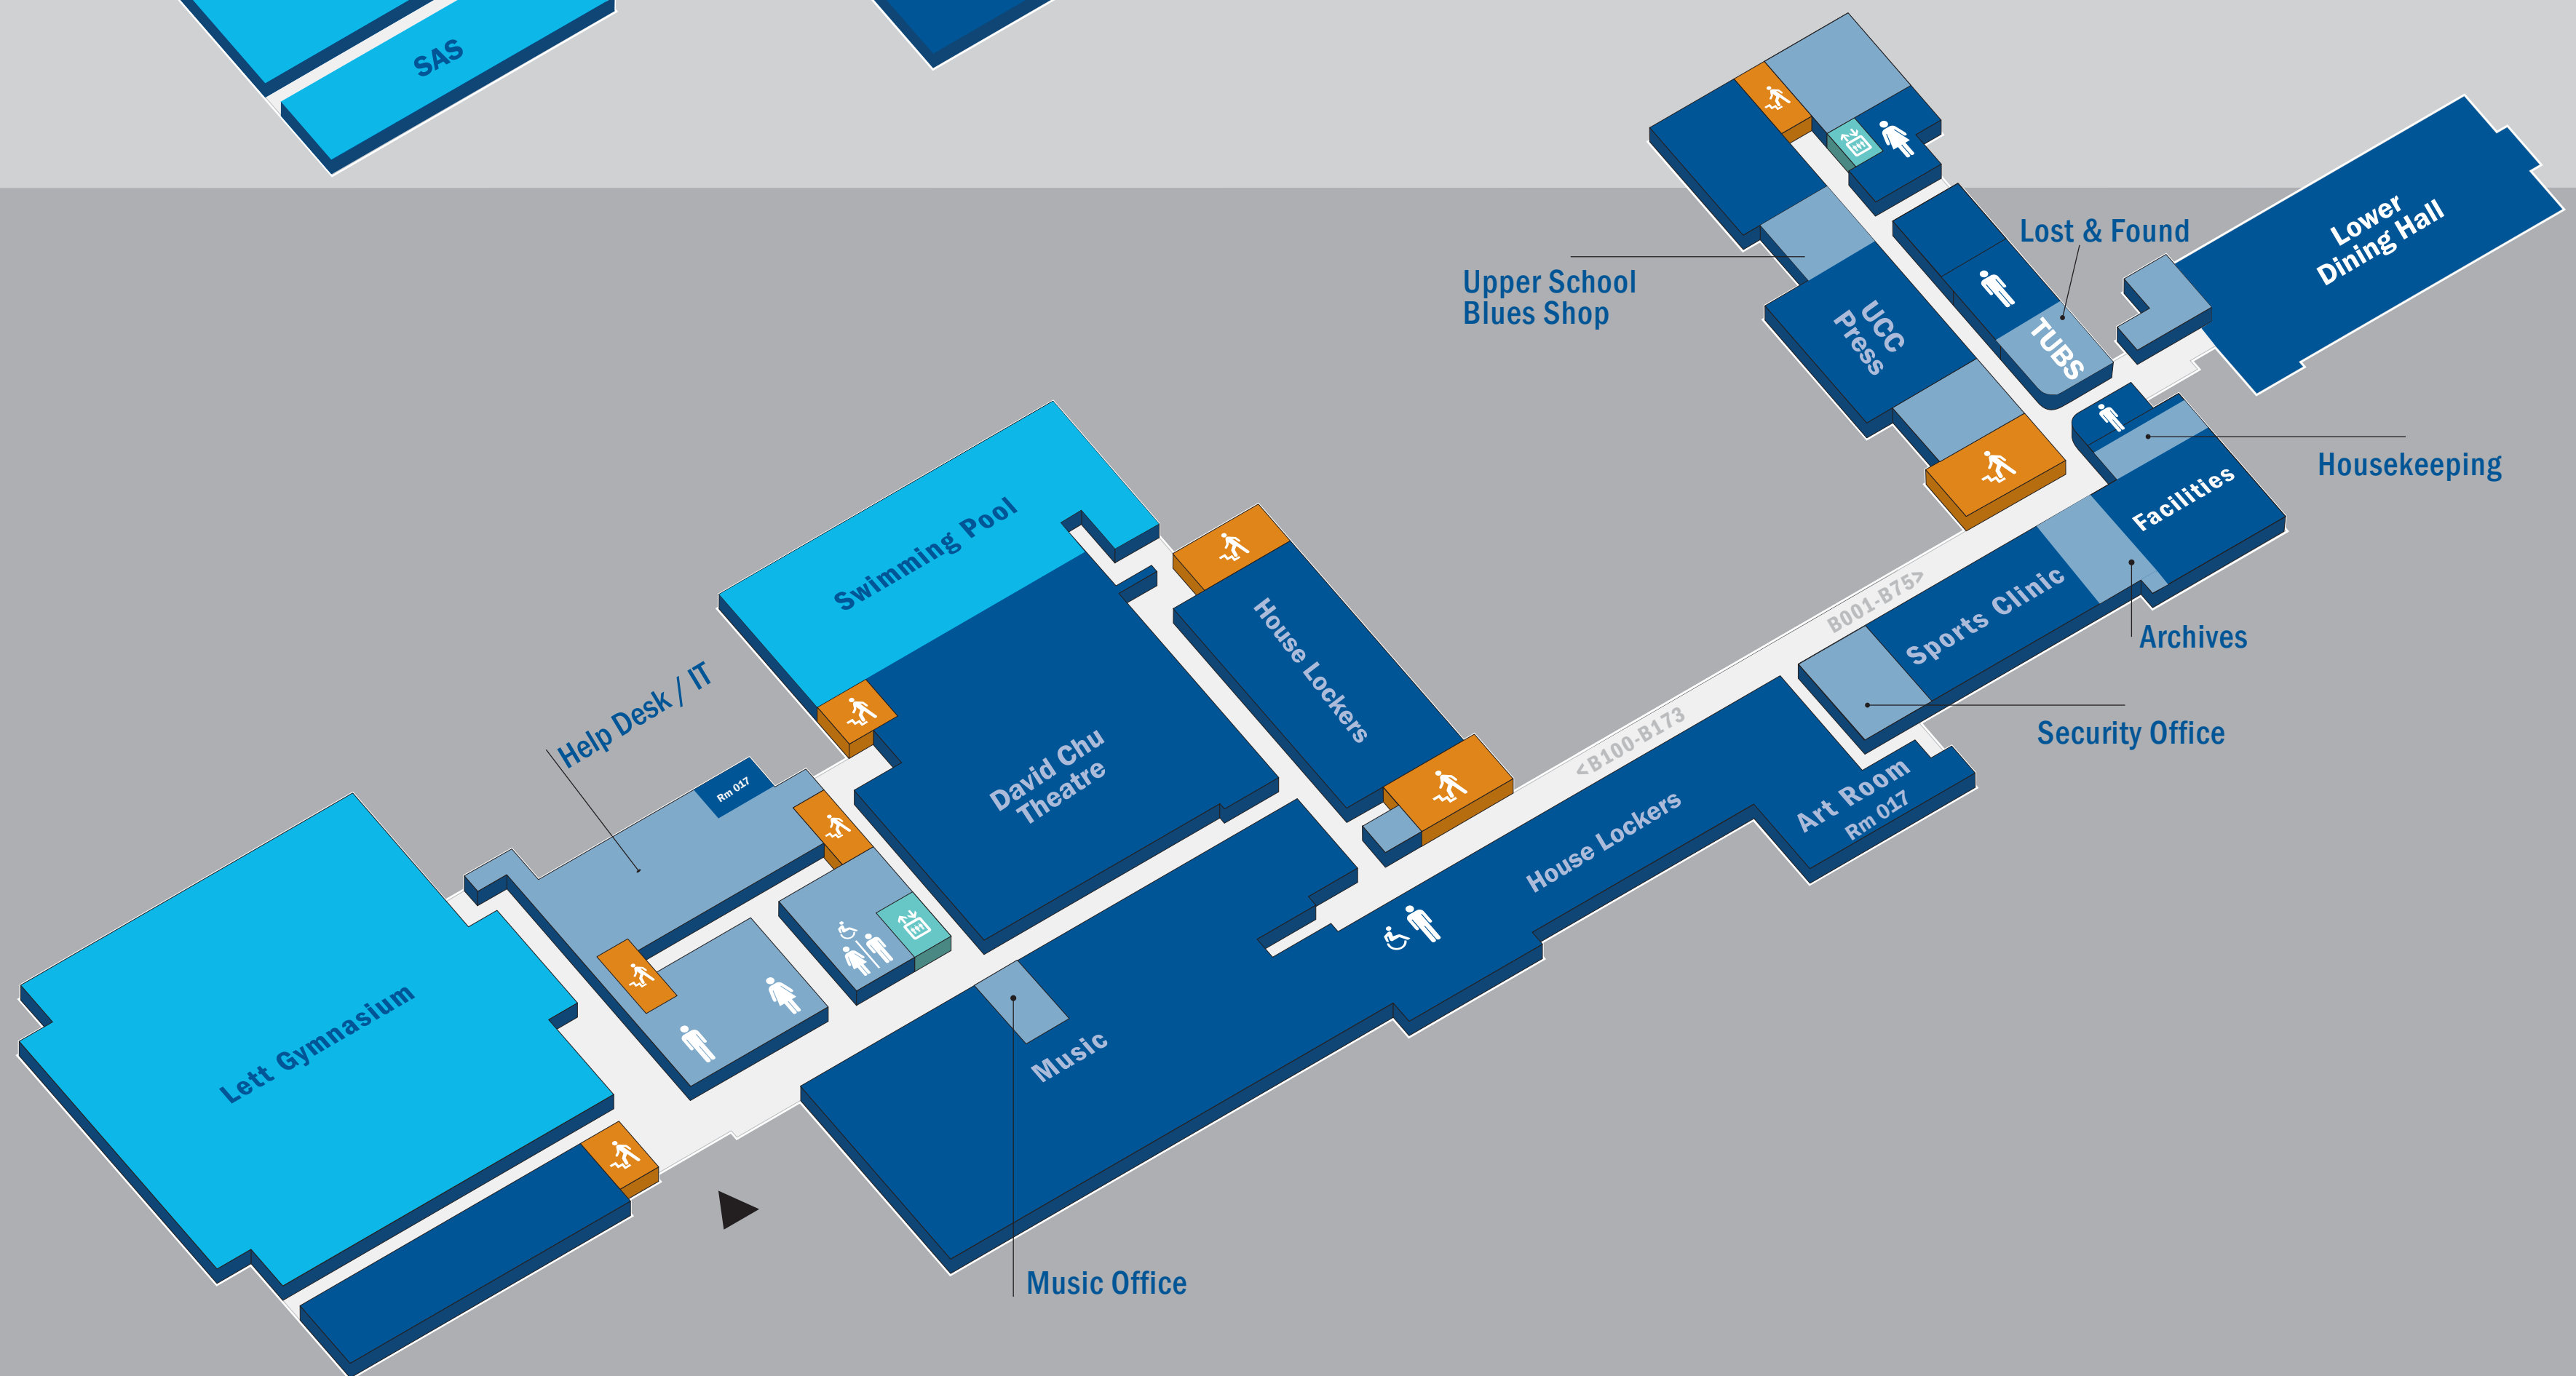 SAS
Lost & Found
Lower
Dining Hall
Upper School
Blues Shop
UCC
Press
TUBS
Housekeeping
Facilities
Swimming Pool
B001-B75>
Sports Clinic
Archives
House Lockers
Help Desk / IT
Rm 017
David Chu
Theatre
<B100-B173
Security Office
House Lockers
Art Room
Rm 017
Lett Gymnasium
Music
Music Office